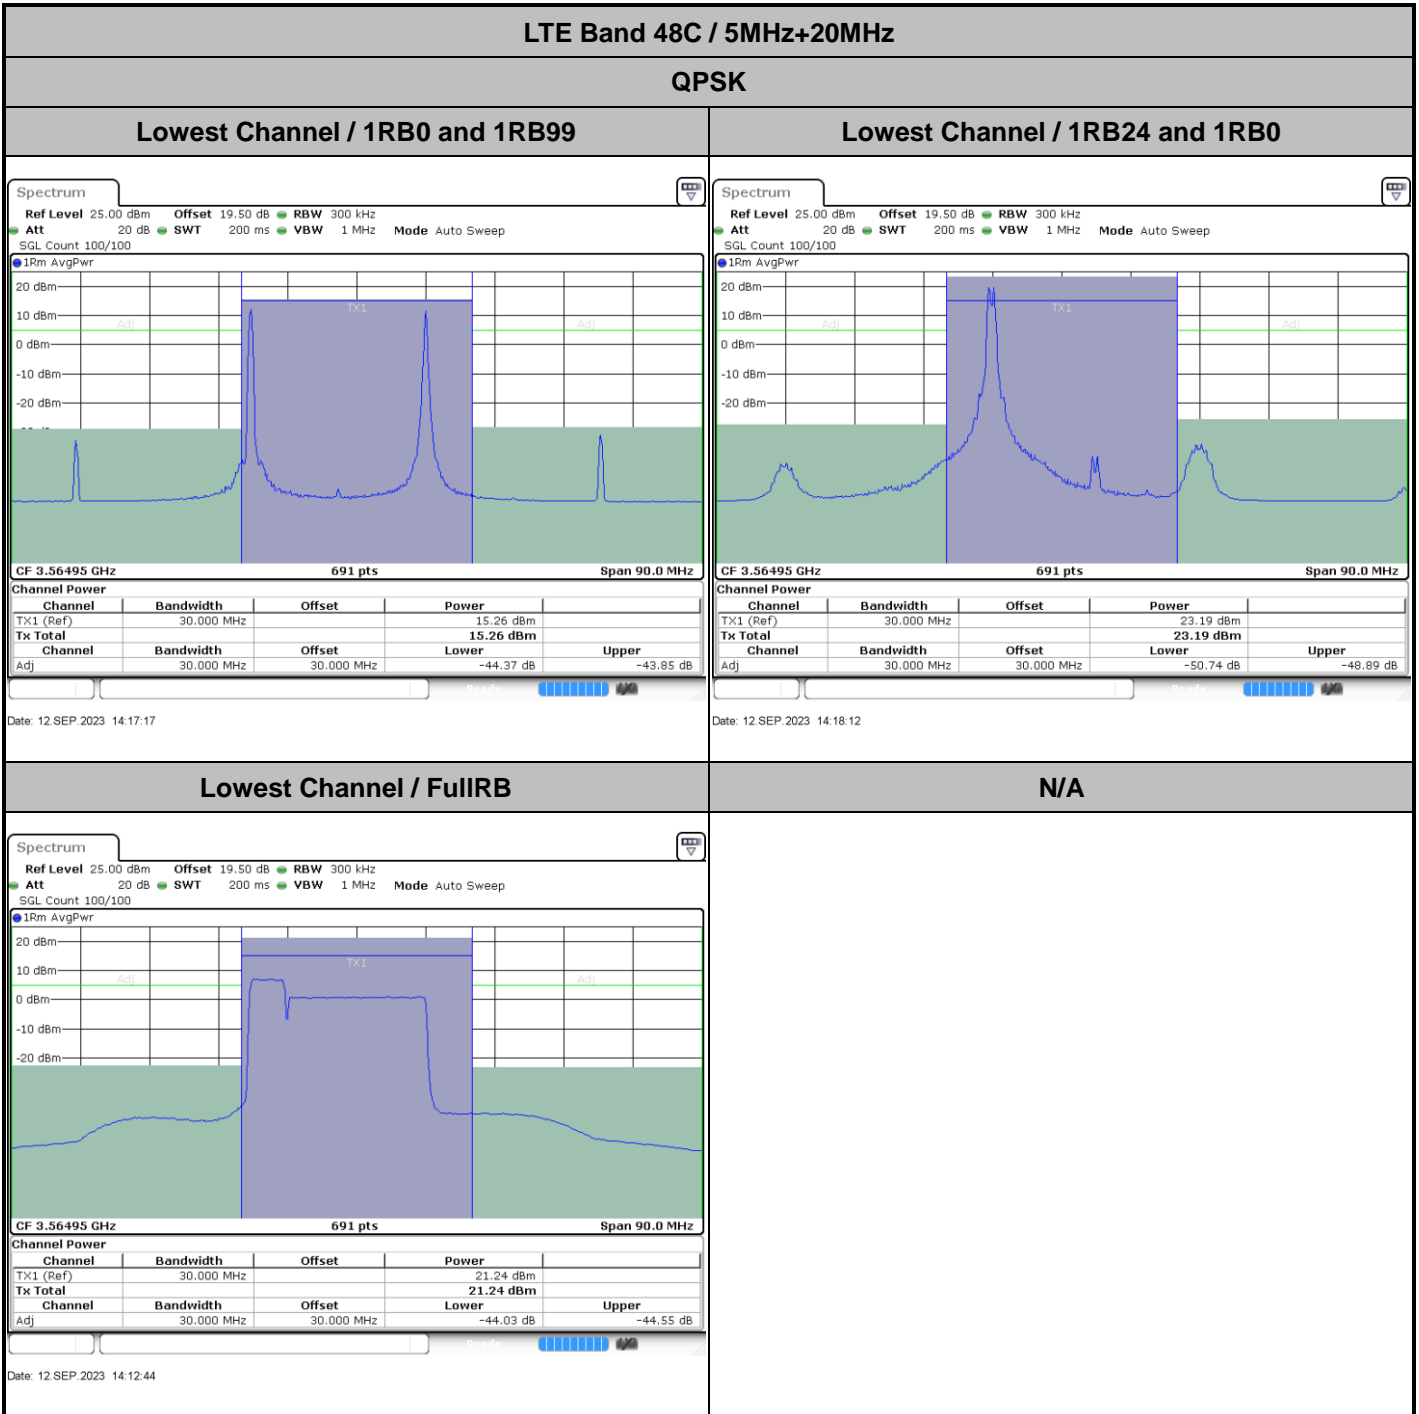 LTE Band 48C / 5MHz+20MHz
QPSK
Lowest Channel / 1RB0 and 1RB99
Lowest Channel / 1RB24 and 1RB0
Spectrum
Ref Level 25.00 dBm Offset 19.50 dB RBW 300 kHz
Att 20 dB SWT 200 ms VBW 1 MHz Mode Auto Sweep
SGL Count 100/100
1Rm AvgPwr
20 dBm
10 dBm
0 dBm
-10 dBm
-20 dBm
Adj
TX1
Adj
CF 3.56495 GHz 691 pts Span 90.0 MHz
Channel Power
Channel Bandwidth Offset Power
TX1 (Ref) 30.000 MHz 15.26 dBm
Tx Total 15.26 dBm
Channel Bandwidth Offset Lower Upper
Adj 30.000 MHz 30.000 MHz -44.37 dB -43.85 dB
Ready
Date: 12.SEP.2023 14:17:17
Spectrum
Ref Level 25.00 dBm Offset 19.50 dB RBW 300 kHz
Att 20 dB SWT 200 ms VBW 1 MHz Mode Auto Sweep
SGL Count 100/100
1Rm AvgPwr
20 dBm
10 dBm
0 dBm
-10 dBm
-20 dBm
Adj
TX1
Adj
CF 3.56495 GHz 691 pts Span 90.0 MHz
Channel Power
Channel Bandwidth Offset Power
TX1 (Ref) 30.000 MHz 23.19 dBm
Tx Total 23.19 dBm
Channel Bandwidth Offset Lower Upper
Adj 30.000 MHz 30.000 MHz -50.74 dB -48.89 dB
Ready
Date: 12.SEP.2023 14:18:12
Lowest Channel / FullRB
N/A
Spectrum
Ref Level 25.00 dBm Offset 19.50 dB RBW 300 kHz
Att 20 dB SWT 200 ms VBW 1 MHz Mode Auto Sweep
SGL Count 100/100
1Rm AvgPwr
20 dBm
10 dBm
0 dBm
-10 dBm
-20 dBm
Adj
TX1
Adj
CF 3.56495 GHz 691 pts Span 90.0 MHz
Channel Power
Channel Bandwidth Offset Power
TX1 (Ref) 30.000 MHz 21.24 dBm
Tx Total 21.24 dBm
Channel Bandwidth Offset Lower Upper
Adj 30.000 MHz 30.000 MHz -44.03 dB -44.55 dB
Ready
Date: 12.SEP.2023 14:12:44